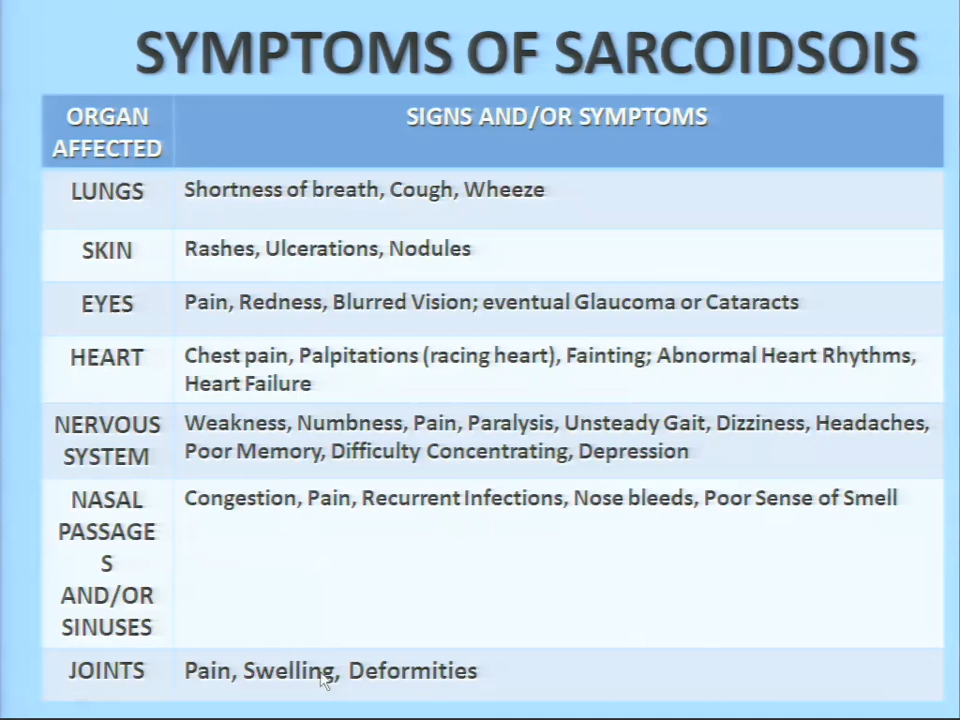 SYMPTOMS OF SARCOIDSOIS
ORGAN
AFFECTED
SIGNS AND/OR SYMPTOMS
LUNGS
Shortness of breath, Cough, Wheeze
SKIN
Rashes, Ulcerations, Nodules
EYES
Pain, Redness, Blurred Vision; eventual Glaucoma or Cataracts
HEART
Chest pain, Palpitations (racing heart), Fainting; Abnormal Heart Rhythms,
Heart Failure
NERVOUS
SYSTEM
Weakness, Numbness, Pain, Paralysis, Unsteady Gait, Dizziness, Headaches,
Poor Memory, Difficulty Concentrating, Depression
NASAL
PASSAGE
S
AND/OR
SINUSES
Congestion, Pain, Recurrent Infections, Nose bleeds, Poor Sense of Smell
JOINTS
Pain, Swelling, Deformities